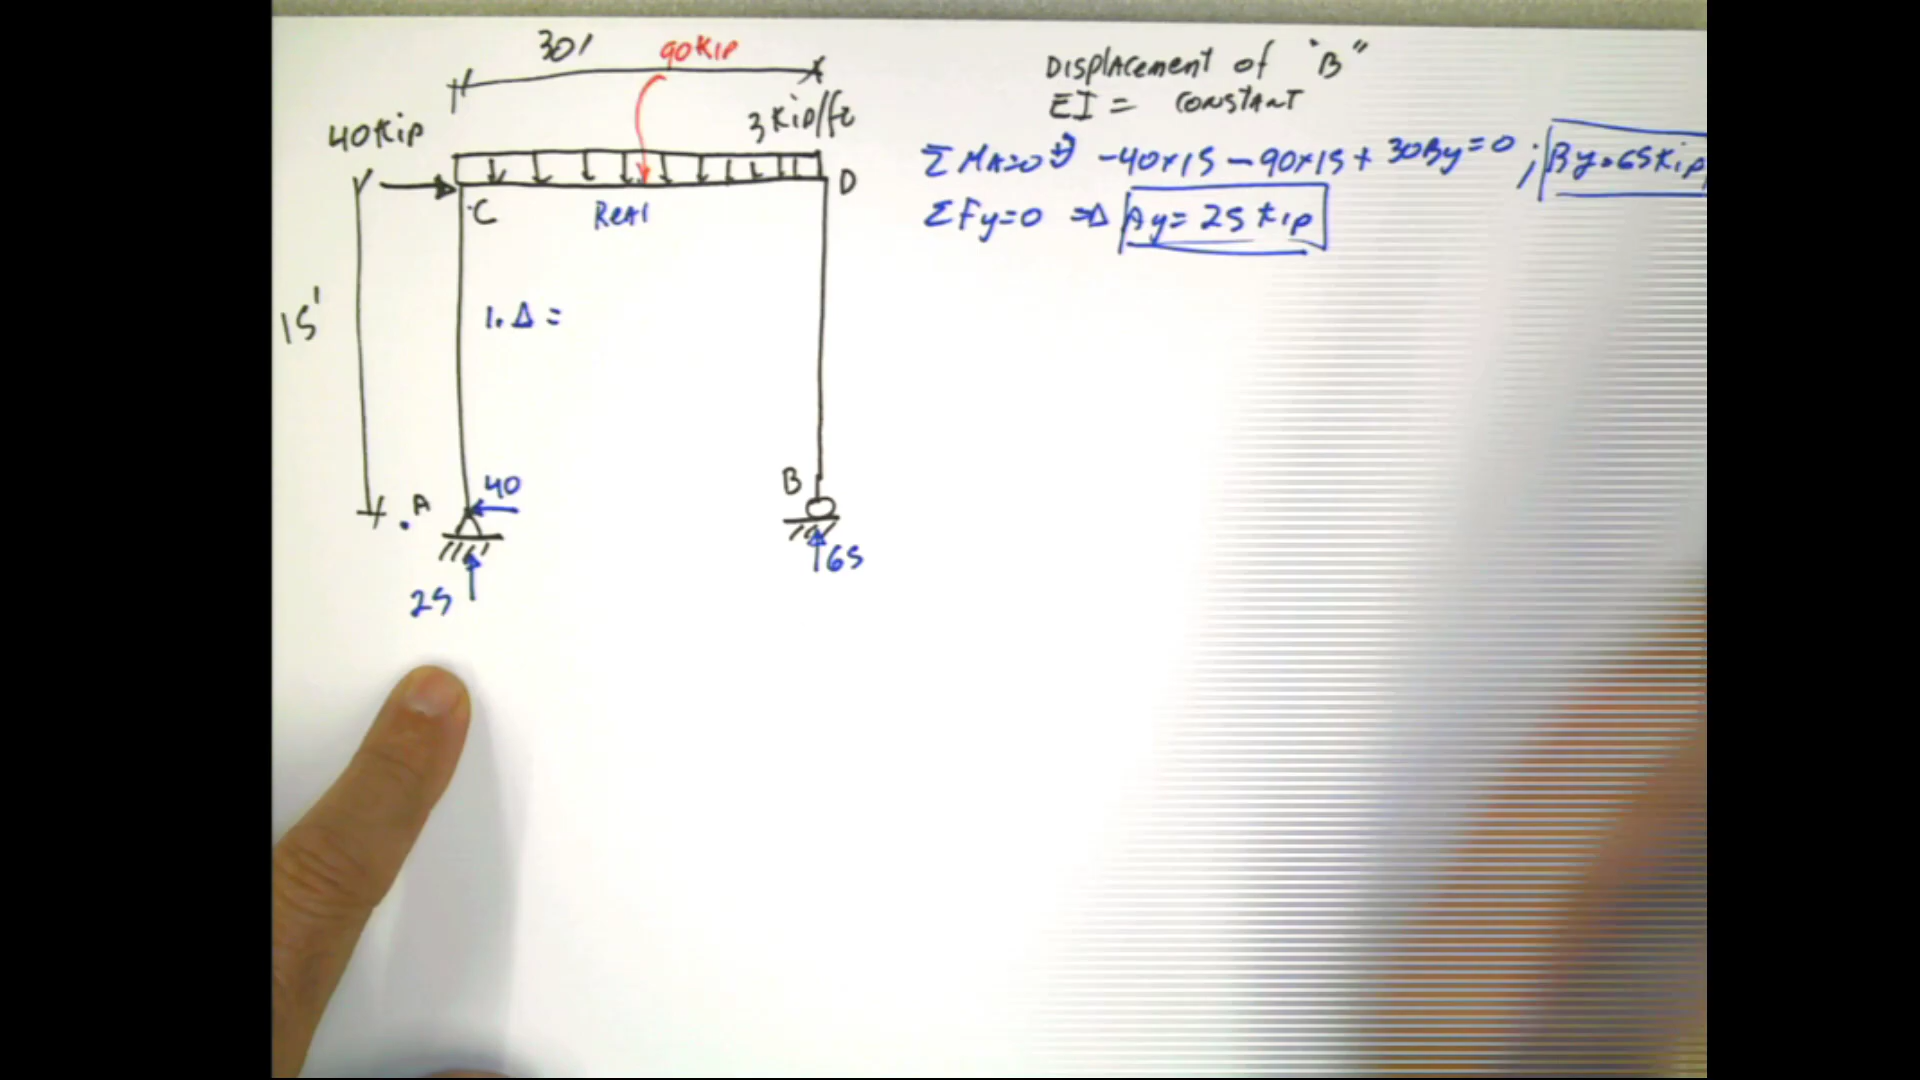 30'
90Kip
40Kip
3Kip/ft
C
Real
D
15'
1.Δ =
A
40
B
25
65
Displacement of "B"
EI = constant
ΣMA=0 -40×15 - 90×15 + 30By=0 ; By=65Kip
ΣFy=0 ⇒ Ay= 25 Kip